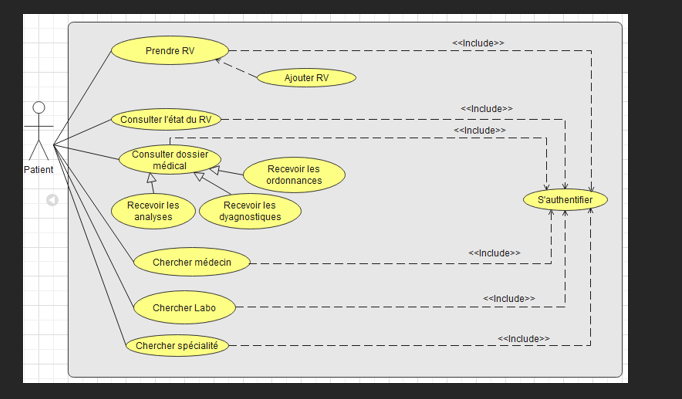 Prendre RV
<<Include>>
Ajouter RV
Consulter l'état du RV
<<Include>>
<<Include>>
Consulter dossier
médical
Patient
Recevoir les
ordonnances
Recevoir les
analyses
Recevoir les
dyagnostiques
S'authentifier
Chercher médecin
<<Include>>
Chercher Labo
<<Include>>
Chercher spécialité
<<Include>>